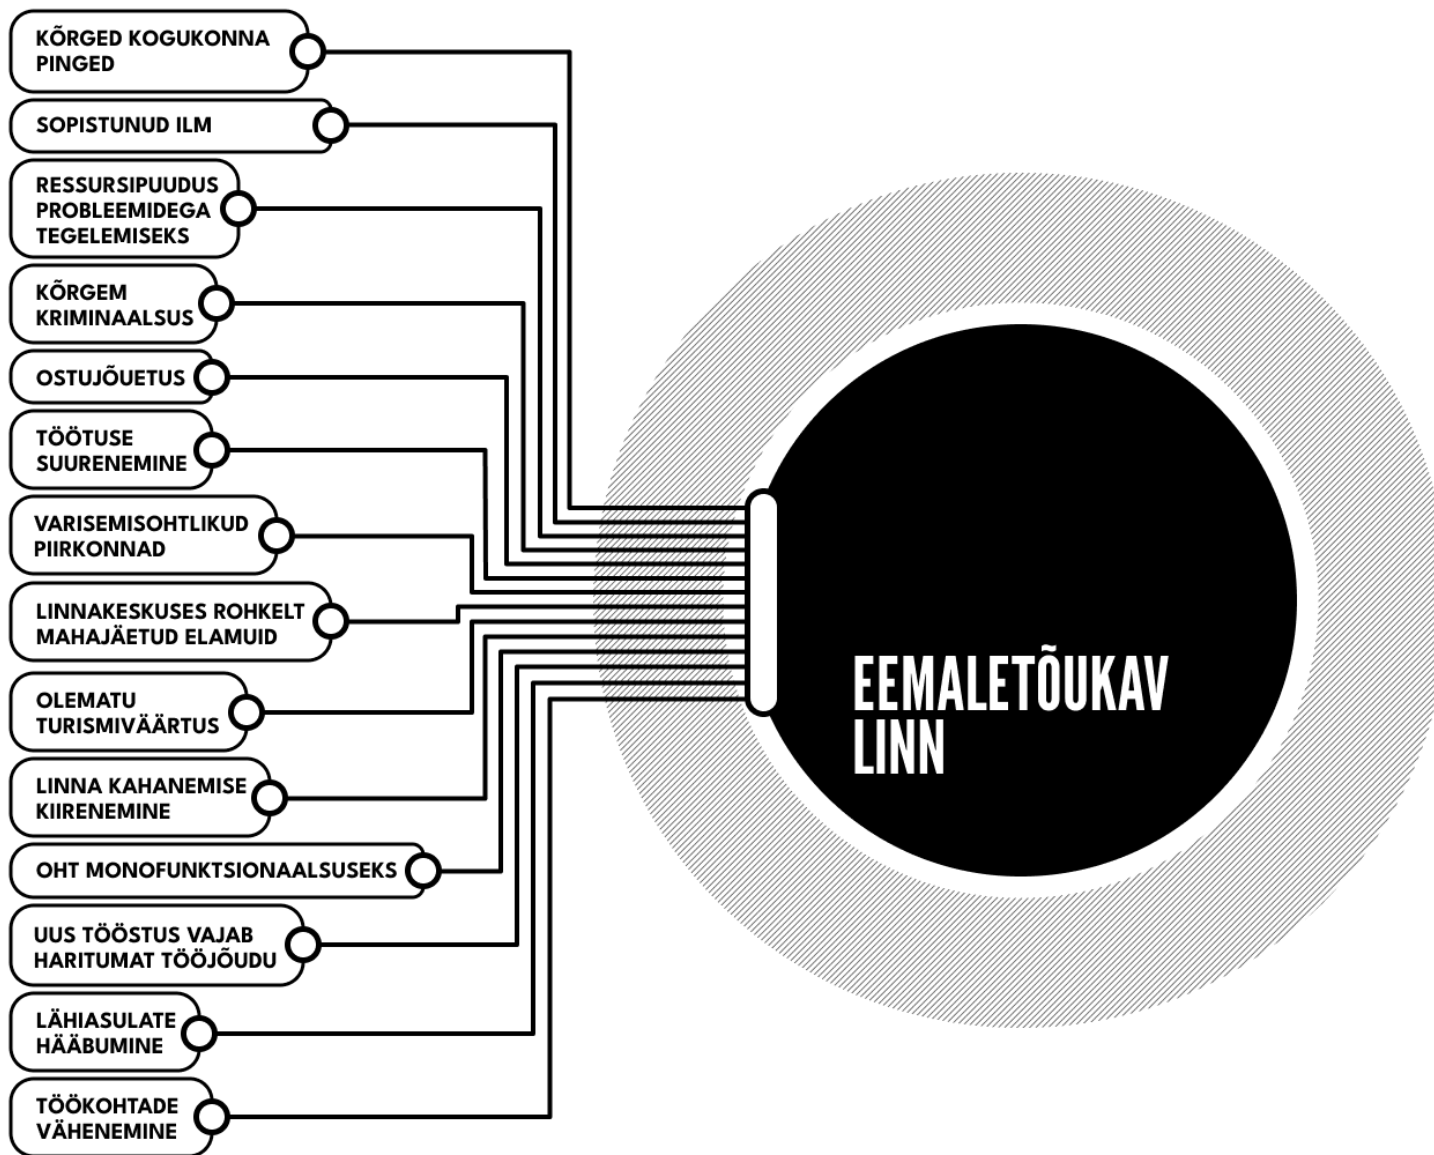 KÕRGED KOGUKONNA
PINGED
SOPISTUNUD ILM
RESSURSIPUUDUS
PROBLEEMIDEGA
TEGELEMISEKS
KÕRGEM
KRIMINAALSUS
OSTUJÕUETUS
TÖÖTUSE
SUURENEMINE
VARISEMISOHTLIKUD
PIIRKONNAD
LINNAKESKUSES ROHKELT
MAHAJÄETUD ELAMUID
OLEMATU
TURISMIVÄÄRTUS
LINNA KAHANEMISE
KIIRENEMINE
OHT MONOFUNKTSIONAALSUSEKS
UUS TÖÖSTUS VAJAB
HARITUMAT TÖÖJÕUDU
LÄHIASULATE
HÄÄBUMINE
TÖÖKOHTADE
VÄHENEMINE
EEMALETÕUKAV
LINN